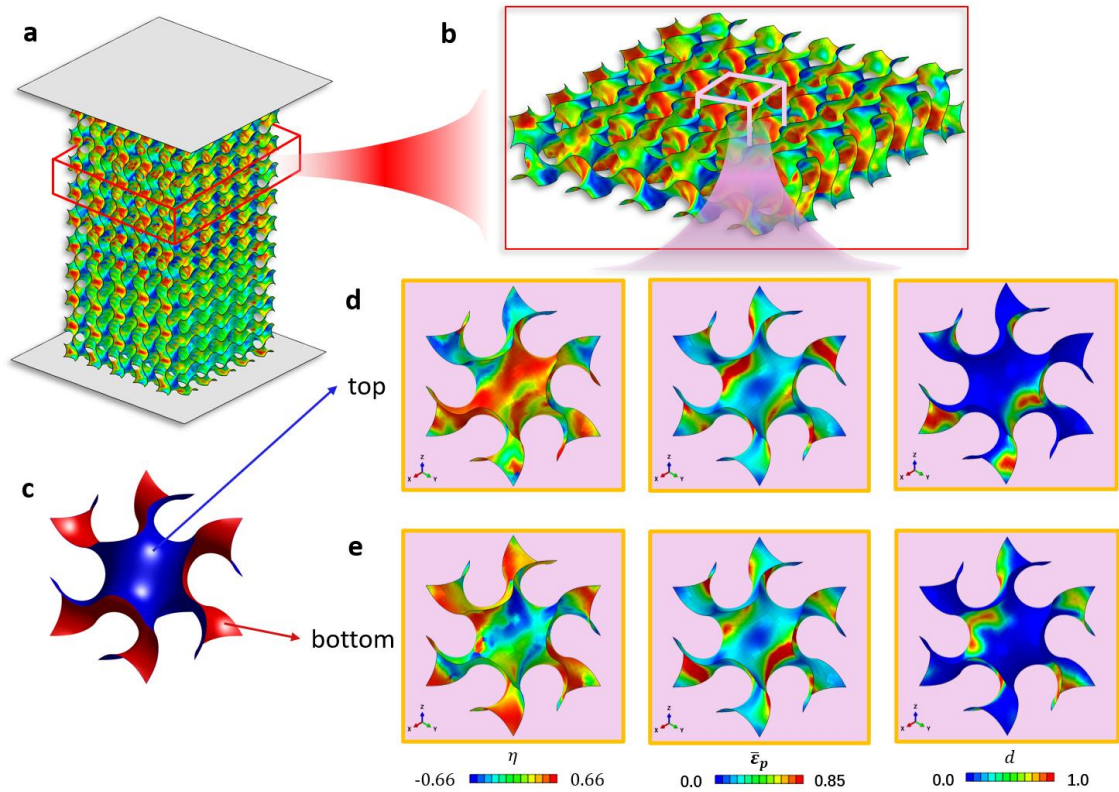 a
b
top
c
bottom
d
Z
X Y
Z
X Y
Z
X Y
e
Z
X Y
Z
X Y
Z
X Y
η
-0.66 0.66
ε̄ₚ
0.0 0.85
d
0.0 1.0